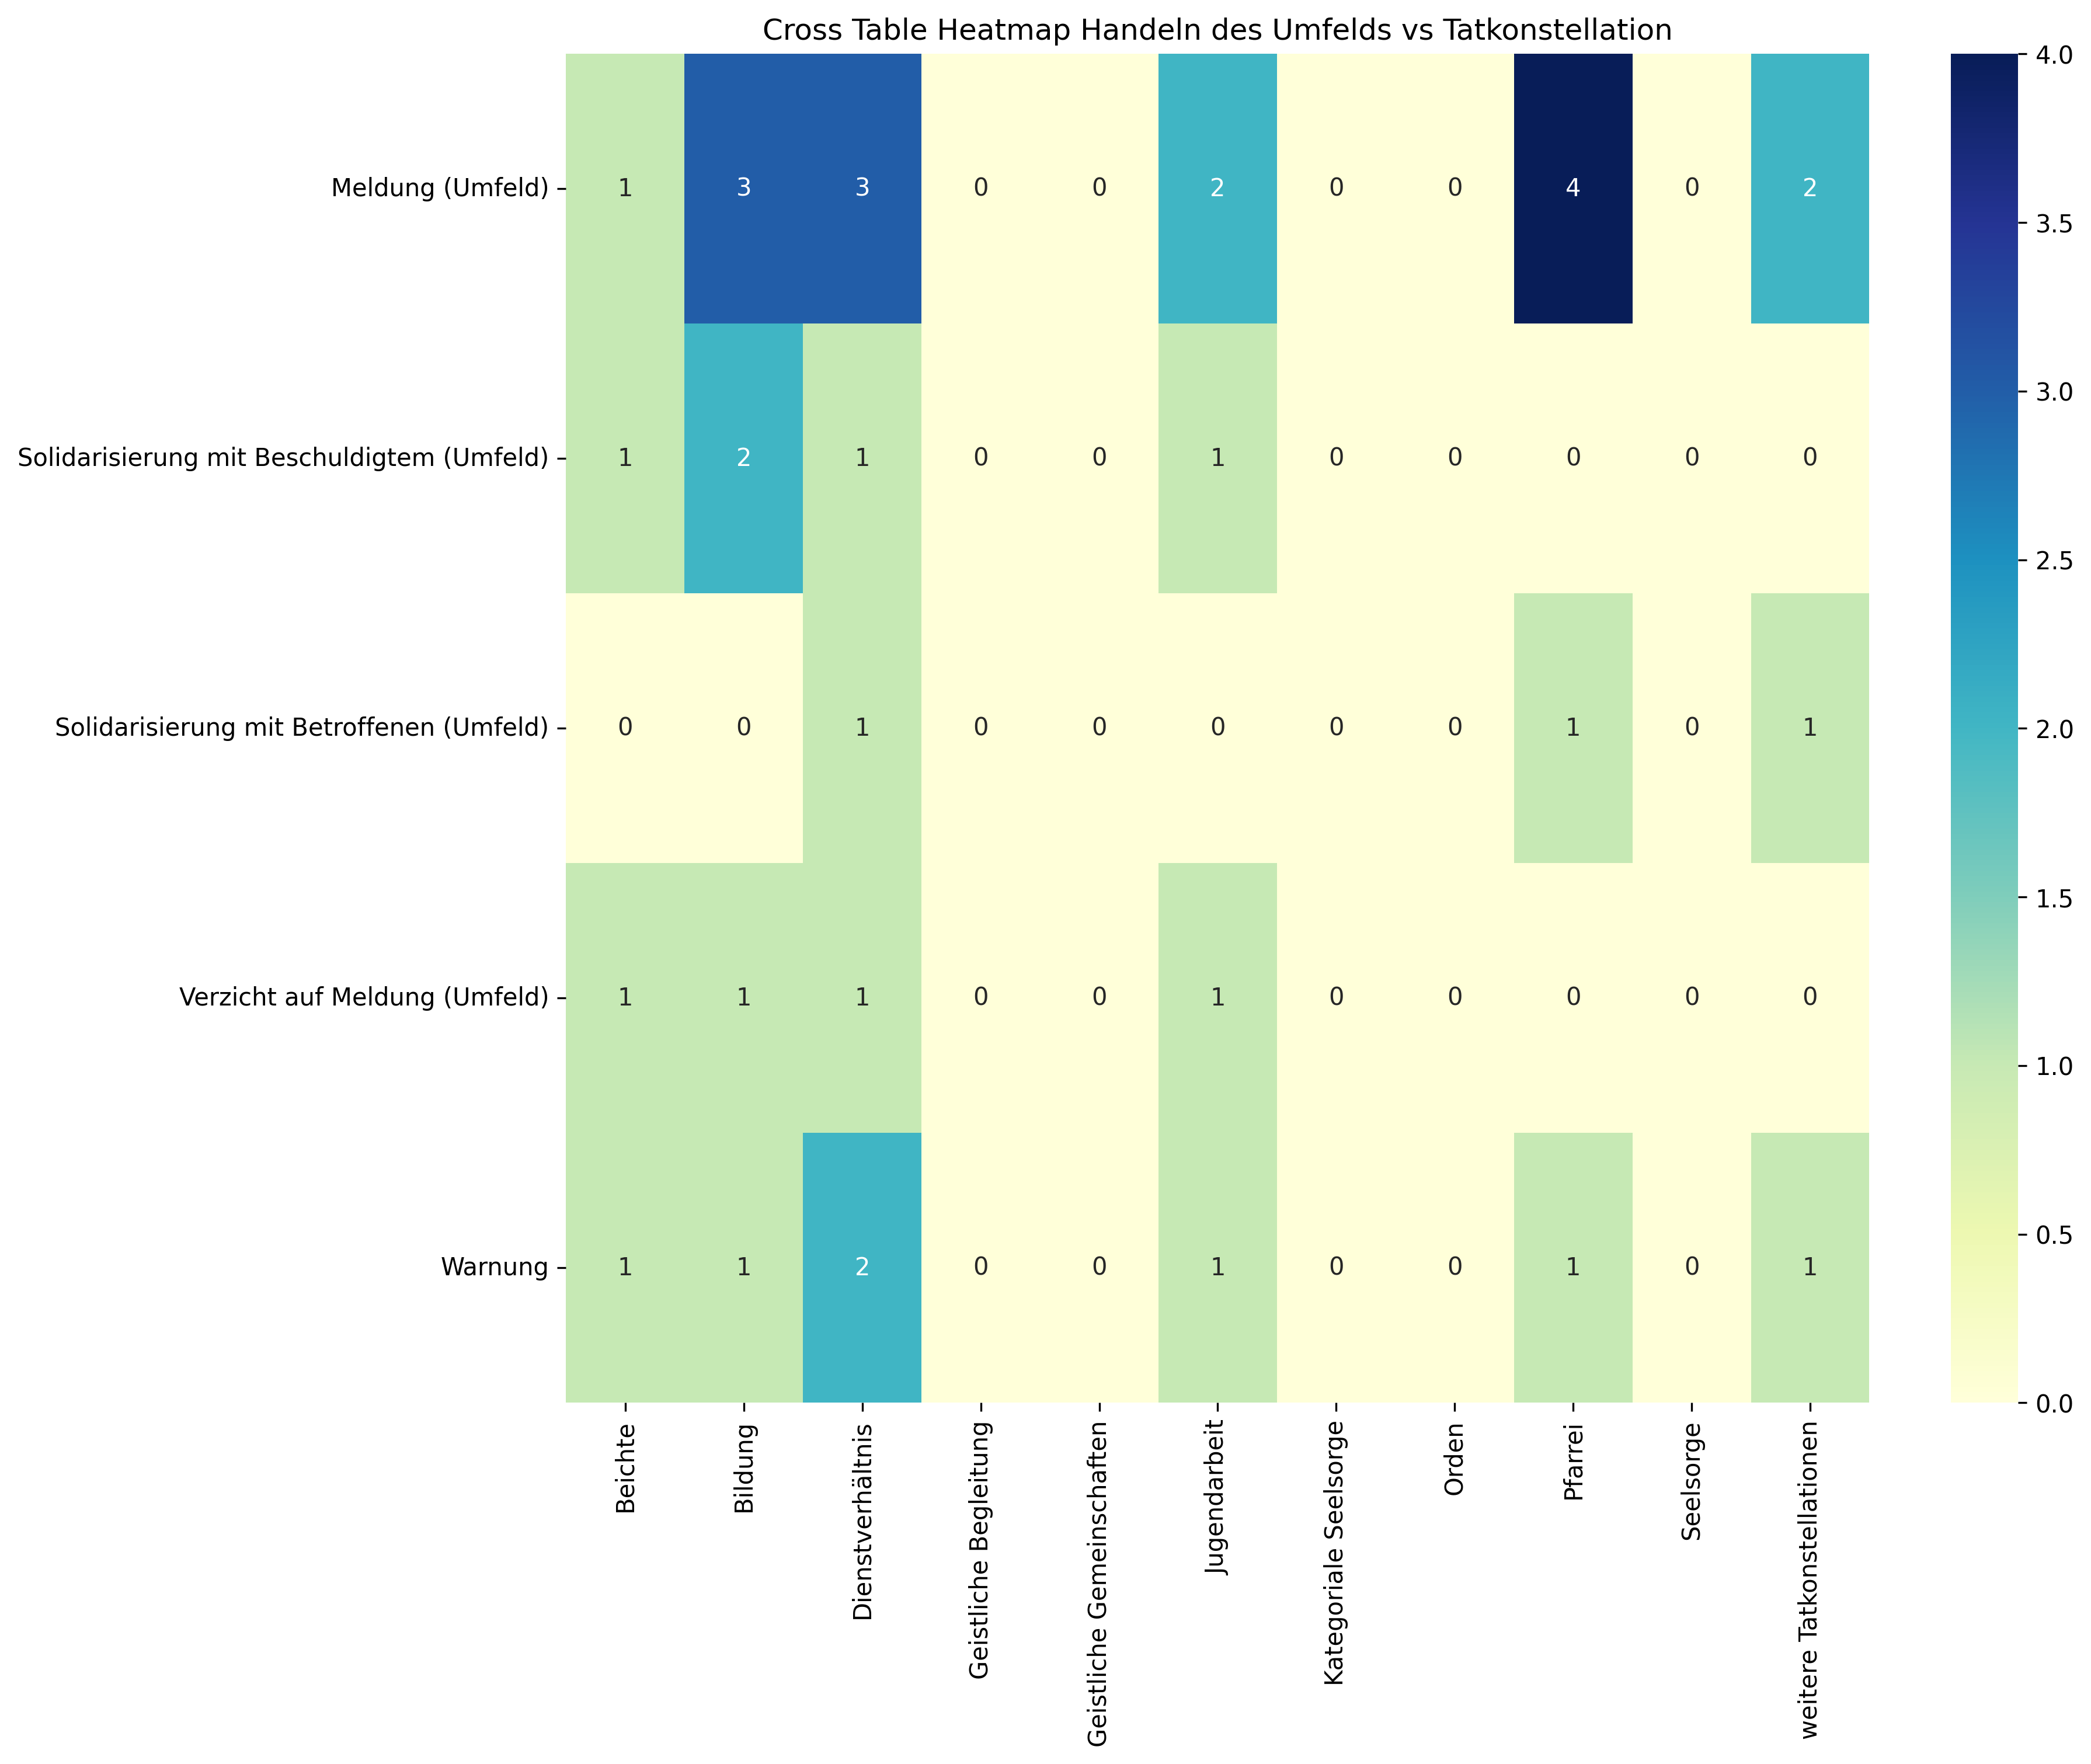 Cross Table Heatmap Handeln des Umfelds vs Tatkonstellation
Meldung (Umfeld) 1 3 3 0 0 2 0 0 4 0 2
Solidarisierung mit Beschuldigtem (Umfeld) 1 2 1 0 0 1 0 0 0 0 0
Solidarisierung mit Betroffenen (Umfeld) 0 0 1 0 0 0 0 0 1 0 1
Verzicht auf Meldung (Umfeld) 1 1 1 0 0 1 0 0 0 0 0
Warnung 1 1 2 0 0 1 0 0 1 0 1
Beichte
Bildung
Dienstverhältnis
Geistliche Begleitung
Geistliche Gemeinschaften
Jugendarbeit
Kategoriale Seelsorge
Orden
Pfarrei
Seelsorge
weitere Tatkonstellationen
4.0
3.5
3.0
2.5
2.0
1.5
1.0
0.5
0.0